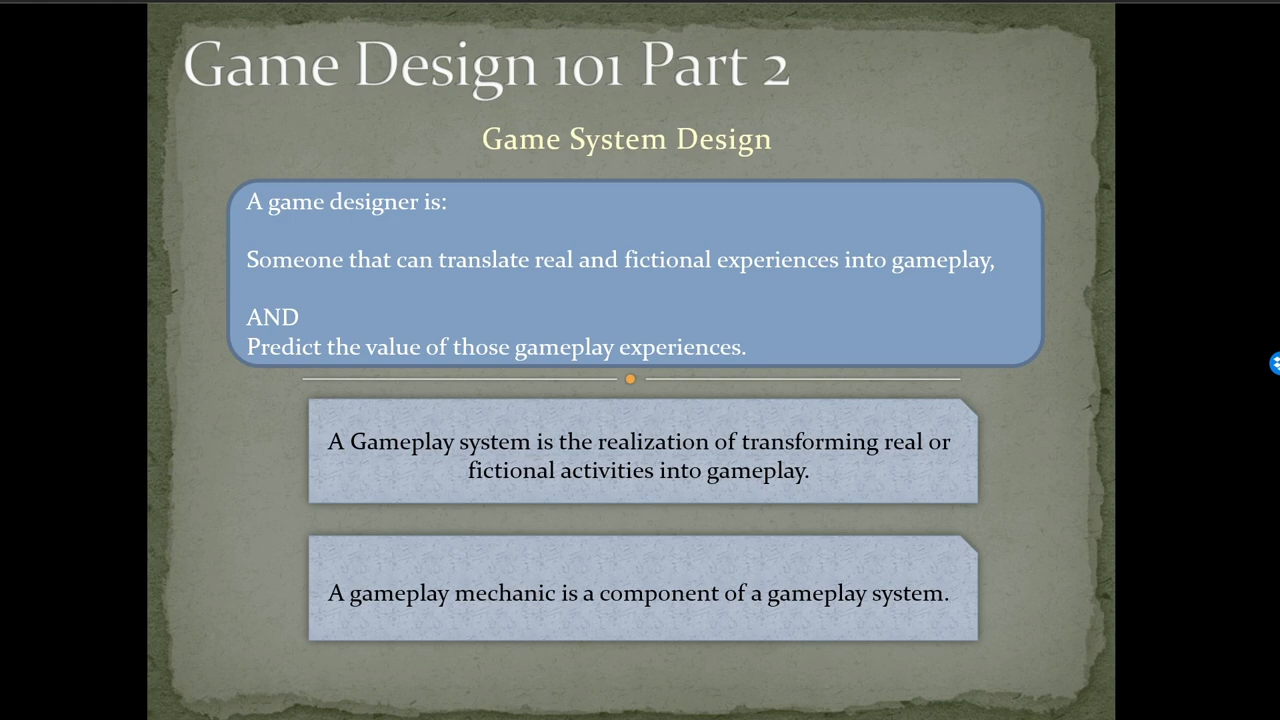 Game Design 101 Part 2
Game System Design
A game designer is:
Someone that can translate real and fictional experiences into gameplay,
AND
Predict the value of those gameplay experiences.
A Gameplay system is the realization of transforming real or
fictional activities into gameplay.
A gameplay mechanic is a component of a gameplay system.